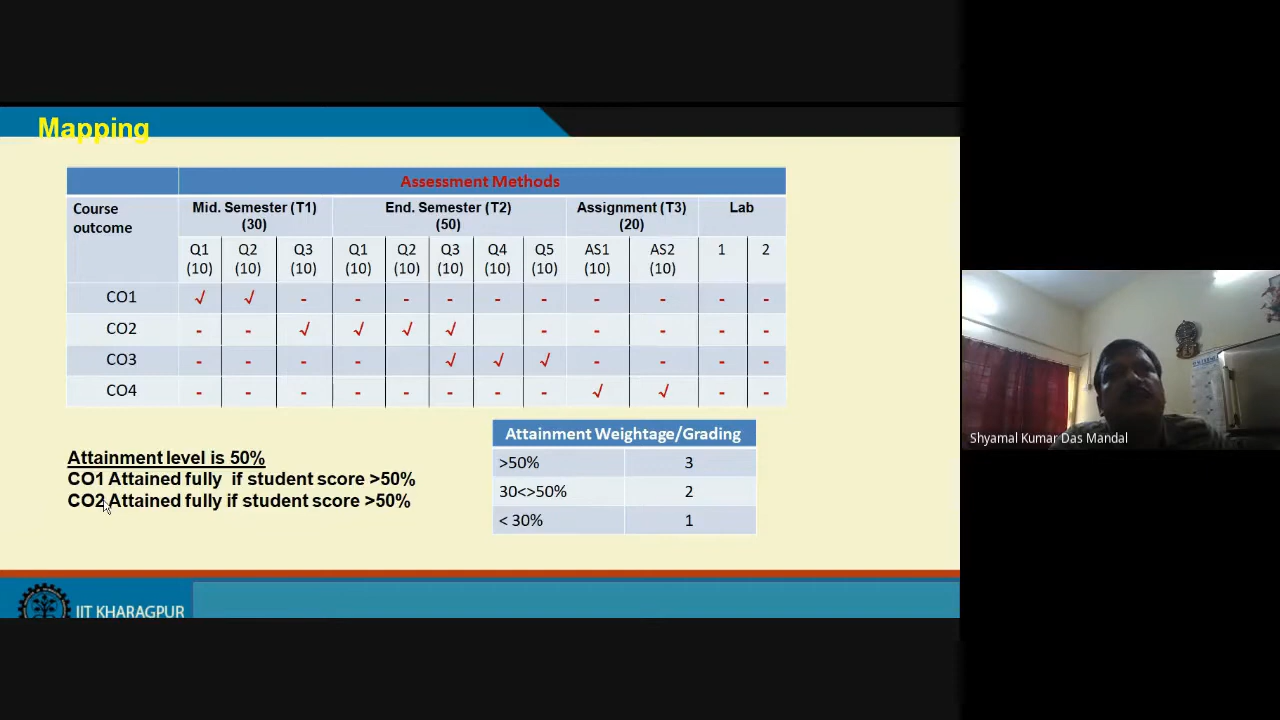 Mapping
Assessment Methods
Course outcome Mid. Semester (T1) (30) End. Semester (T2) (50) Assignment (T3) (20) Lab
Q1 (10) Q2 (10) Q3 (10) Q1 (10) Q2 (10) Q3 (10) Q4 (10) Q5 (10) AS1 (10) AS2 (10) 1 2
CO1 √ √ - - - - - - - - - -
CO2 - - √ √ √ √ - - - - -
CO3 - - - - √ √ √ - - - -
CO4 - - - - - - - - √ √ - -
Attainment level is 50%
CO1 Attained fully if student score >50%
CO2 Attained fully if student score >50%
Attainment Weightage/Grading
>50% 3
30<>50% 2
< 30% 1
IIT KHARAGPUR
Shyamal Kumar Das Mandal